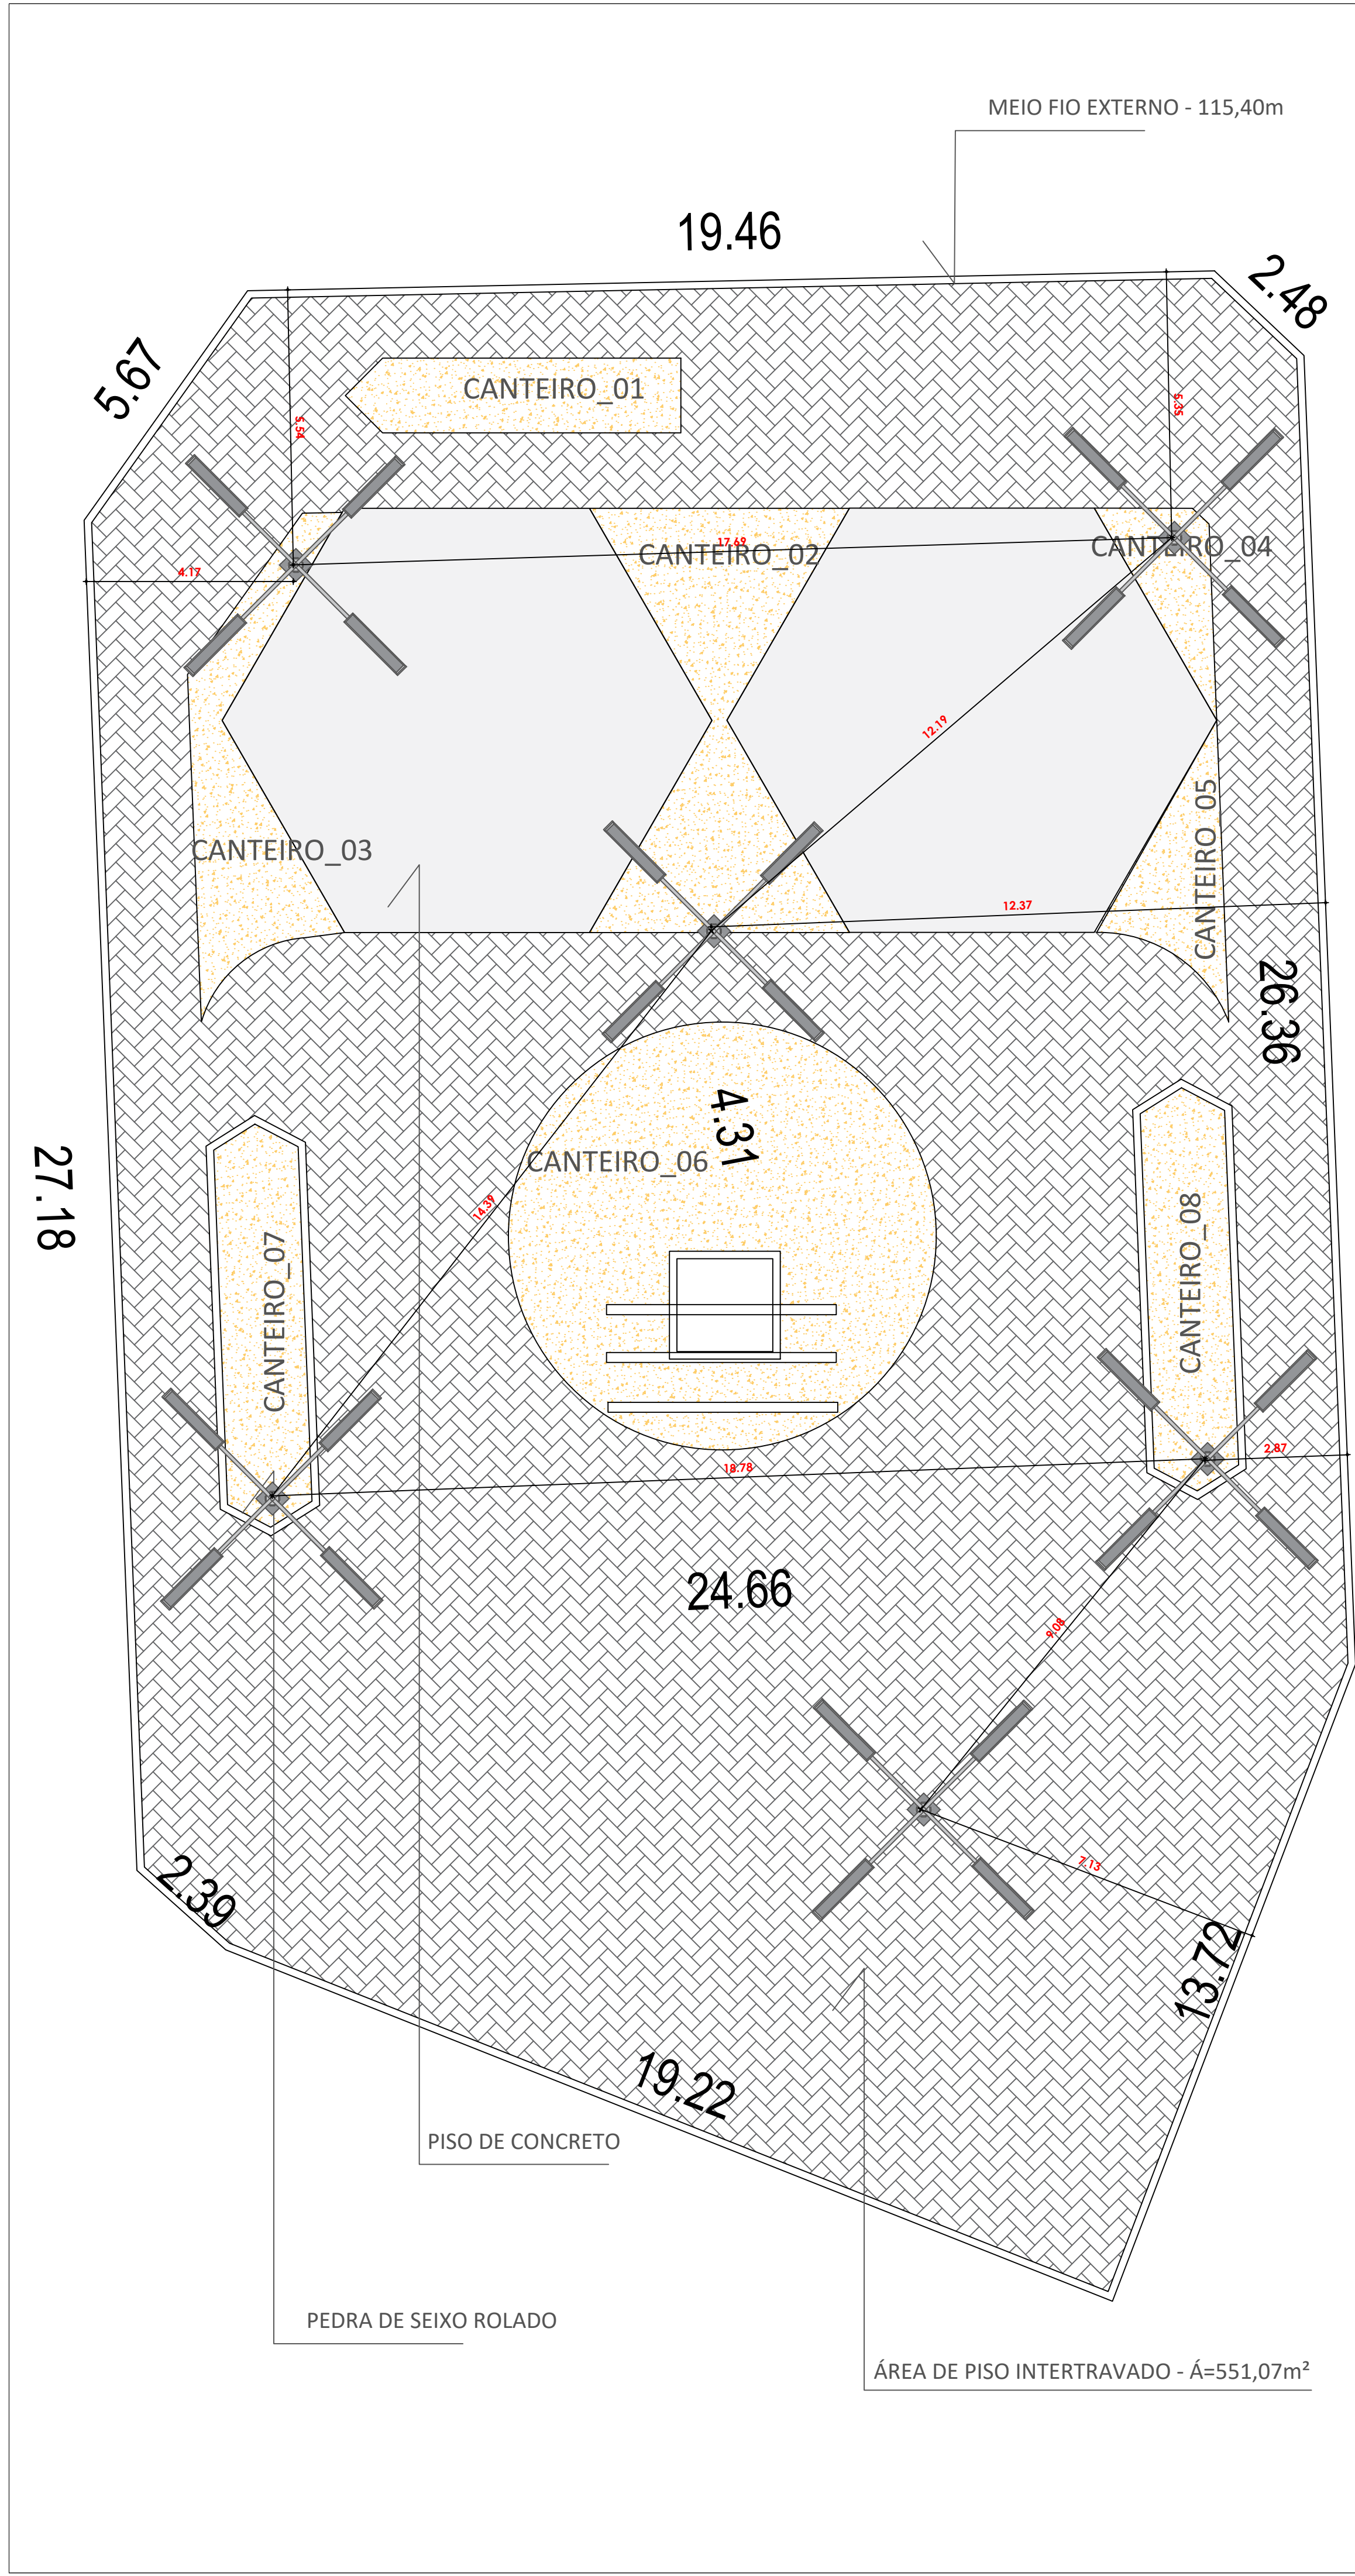 MEIO FIO EXTERNO - 115,40m
19.46
2.48
5.67
CANTEIRO_01
5.54
5.35
17.69
CANTEIRO_02
CANTEIRO_04
4.17
12.19
CANTEIRO_03
CANTEIRO_05
12.37
26.36
4.31
CANTEIRO_06
27.18
14.39
CANTEIRO_07
CANTEIRO_08
18.78
2.87
24.66
9.08
7.13
2.39
13.72
19.22
PISO DE CONCRETO
PEDRA DE SEIXO ROLADO
ÁREA DE PISO INTERTRAVADO - Á=551,07m²